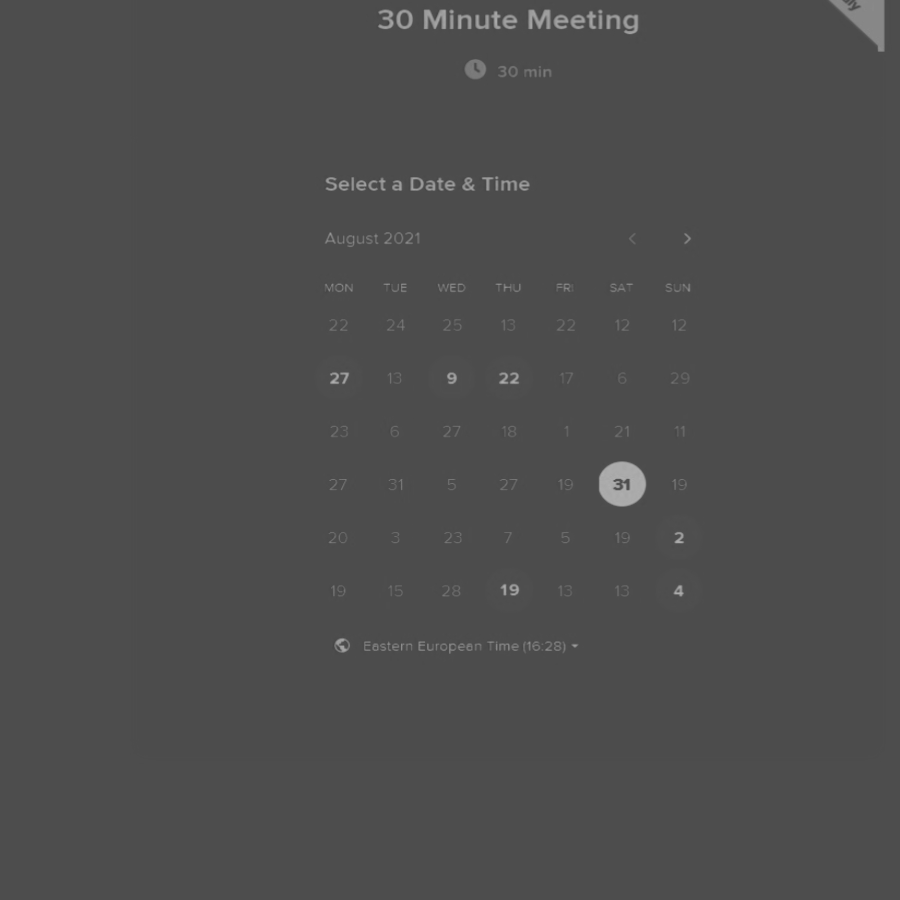 30 Minute Meeting
30 min
Select a Date & Time
August 2021
MON TUE WED THU FRI SAT SUN
22 24 25 13 22 12 12
27 13 9 22 17 6 29
23 6 27 18 1 21 11
27 31 5 27 19 31 19
20 3 23 7 5 19 2
19 15 28 19 13 13 4
Eastern European Time (16:28)